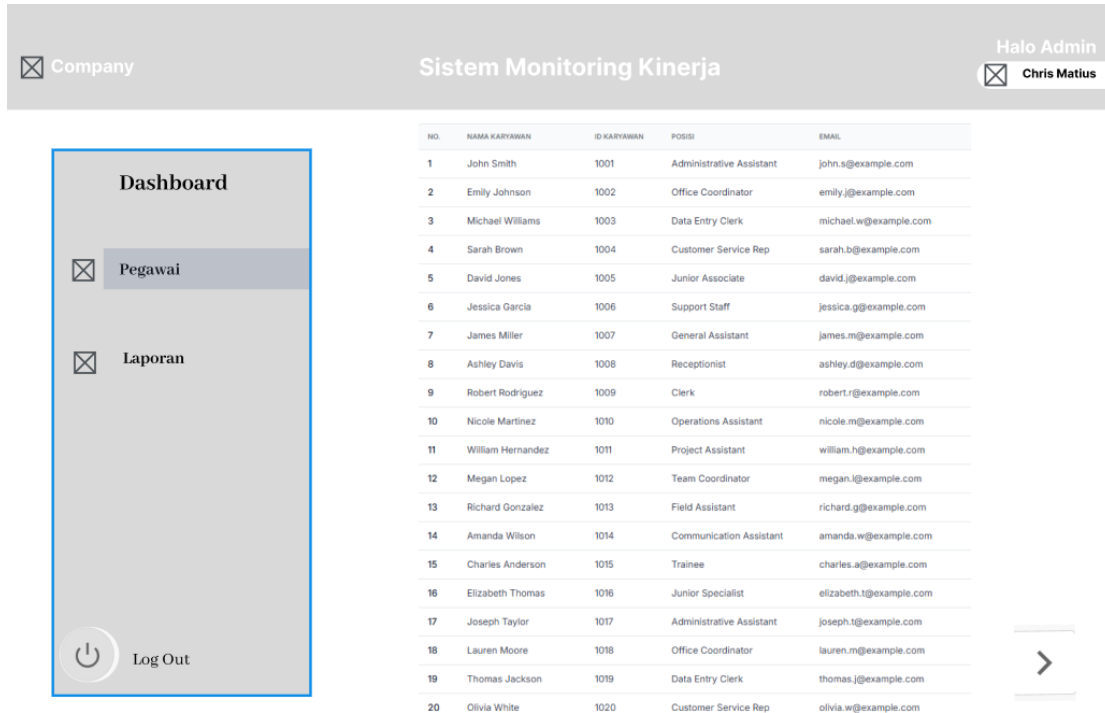 Company
Sistem Monitoring Kinerja
Halo Admin
Chris Matius
Dashboard
Pegawai
Laporan
Log Out
NO. NAMA KARYAWAN ID KARYAWAN POSISI EMAIL
1 John Smith 1001 Administrative Assistant john.s@example.com
2 Emily Johnson 1002 Office Coordinator emily.j@example.com
3 Michael Williams 1003 Data Entry Clerk michael.w@example.com
4 Sarah Brown 1004 Customer Service Rep sarah.b@example.com
5 David Jones 1005 Junior Associate david.j@example.com
6 Jessica Garcia 1006 Support Staff jessica.g@example.com
7 James Miller 1007 General Assistant james.m@example.com
8 Ashley Davis 1008 Receptionist ashley.d@example.com
9 Robert Rodriguez 1009 Clerk robert.r@example.com
10 Nicole Martinez 1010 Operations Assistant nicole.m@example.com
11 William Hernandez 1011 Project Assistant william.h@example.com
12 Megan Lopez 1012 Team Coordinator megan.l@example.com
13 Richard Gonzalez 1013 Field Assistant richard.g@example.com
14 Amanda Wilson 1014 Communication Assistant amanda.w@example.com
15 Charles Anderson 1015 Trainee charles.a@example.com
16 Elizabeth Thomas 1016 Junior Specialist elizabeth.t@example.com
17 Joseph Taylor 1017 Administrative Assistant joseph.t@example.com
18 Lauren Moore 1018 Office Coordinator lauren.m@example.com
19 Thomas Jackson 1019 Data Entry Clerk thomas.j@example.com
20 Olivia White 1020 Customer Service Rep olivia.w@example.com